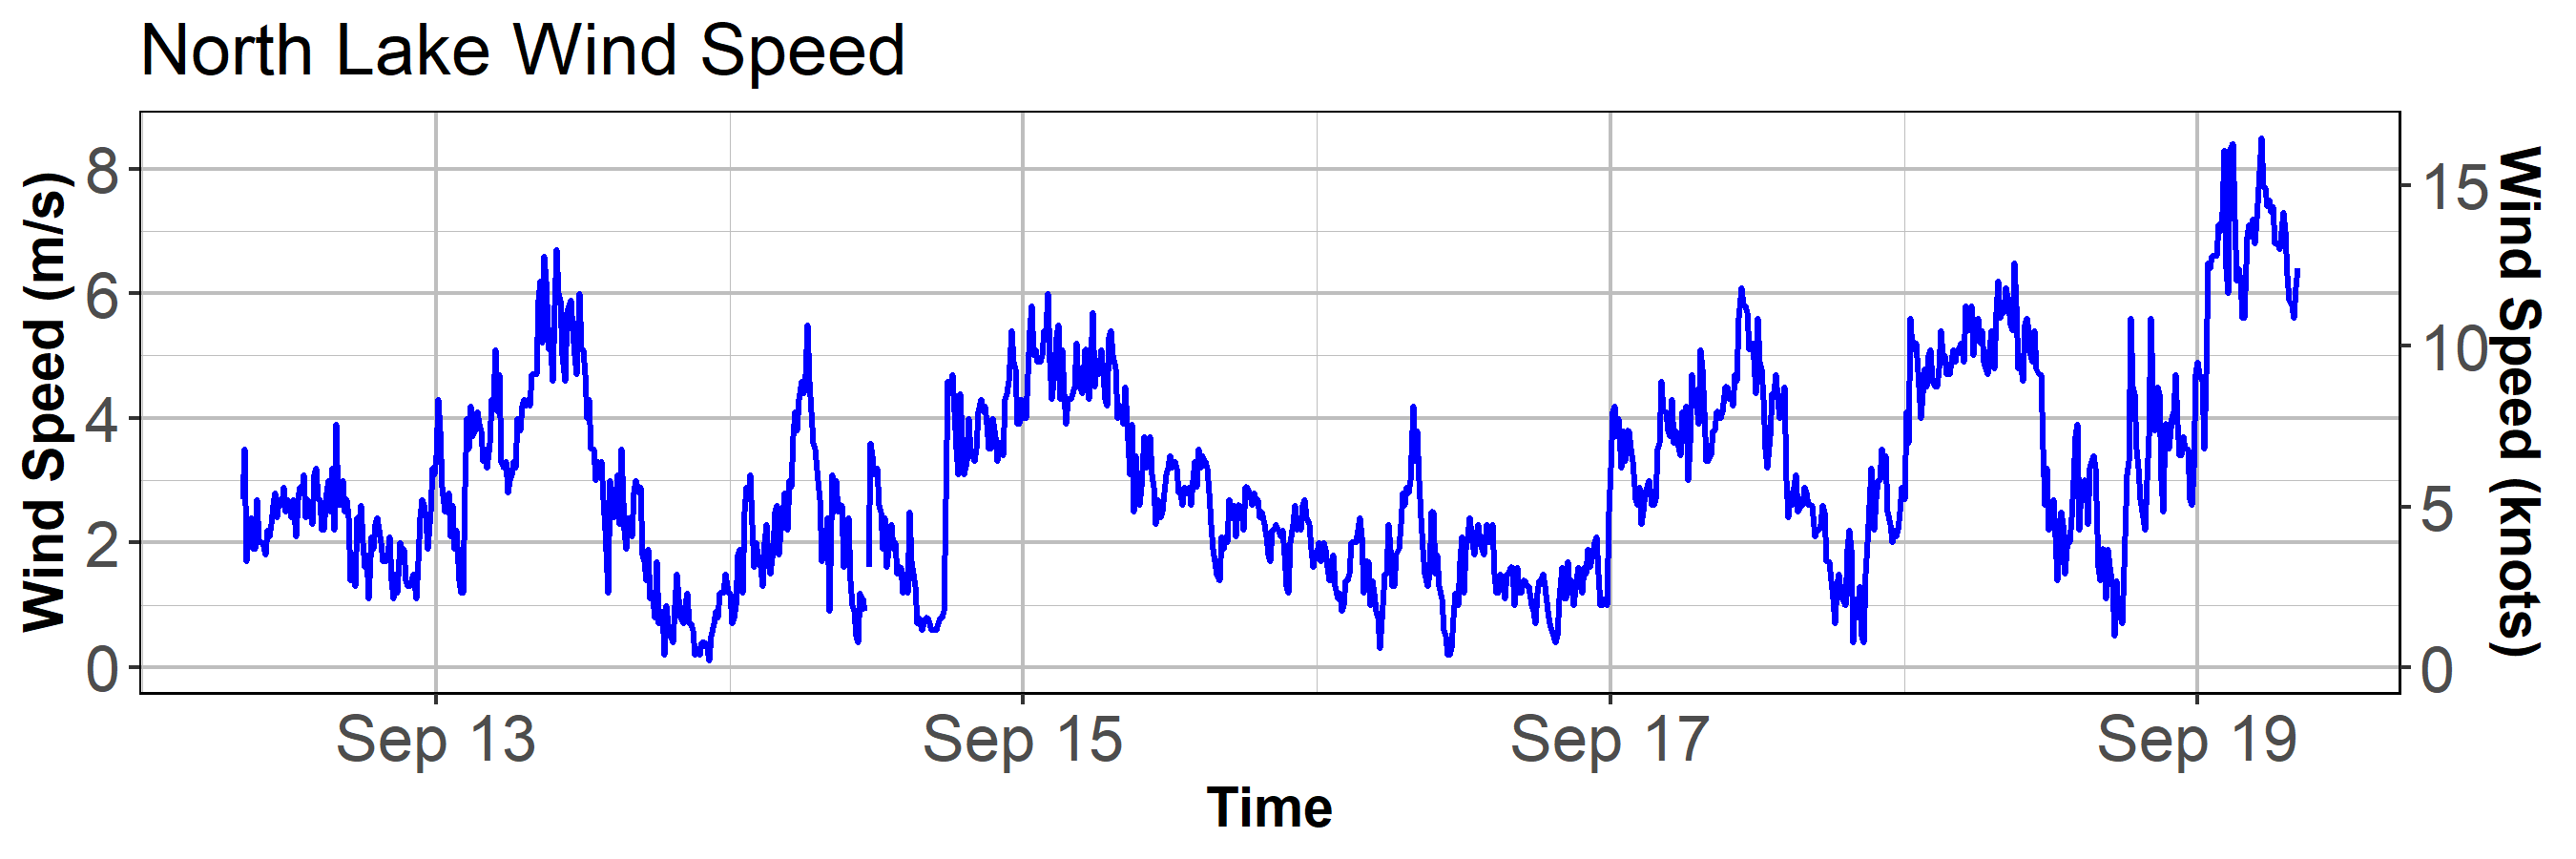 North Lake Wind Speed
Wind Speed (m/s)
8
6
4
2
0
15
10
5
0
Wind Speed (knots)
Sep 13
Sep 15
Sep 17
Sep 19
Time